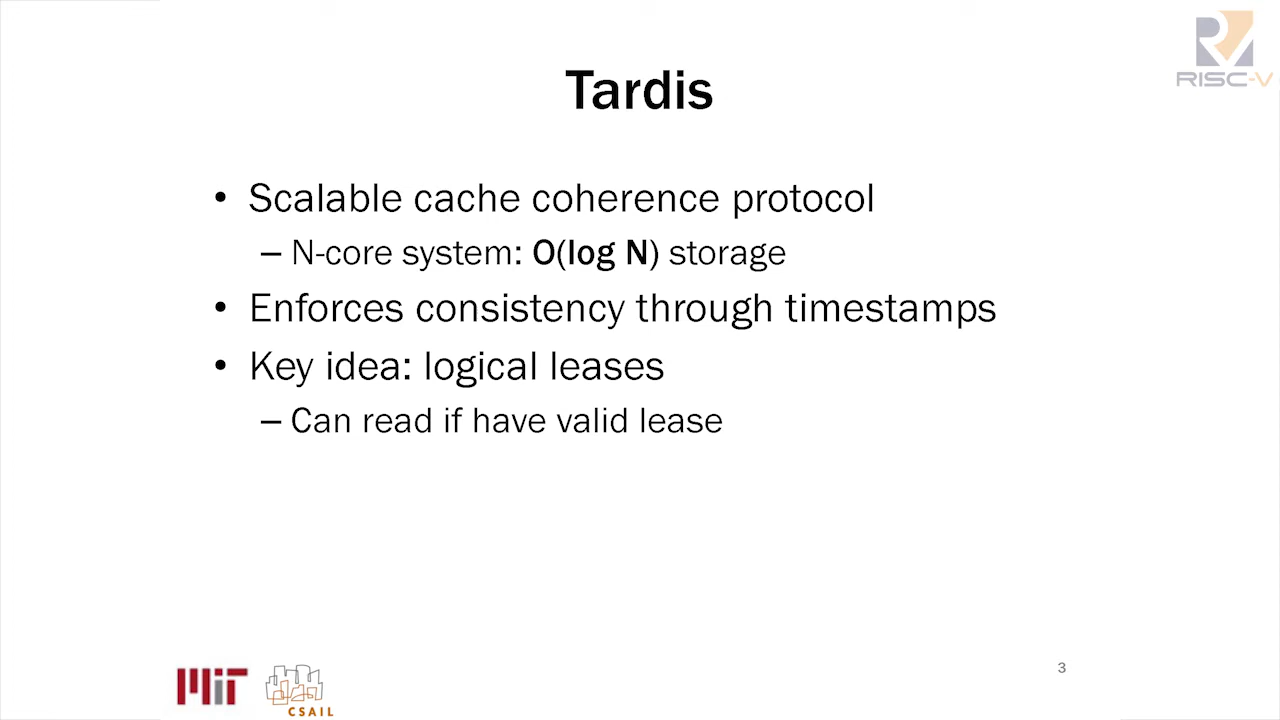 RISC-V
Tardis
• Scalable cache coherence protocol
– N-core system: O(log N) storage
• Enforces consistency through timestamps
• Key idea: logical leases
– Can read if have valid lease
MIT
CSAIL
3